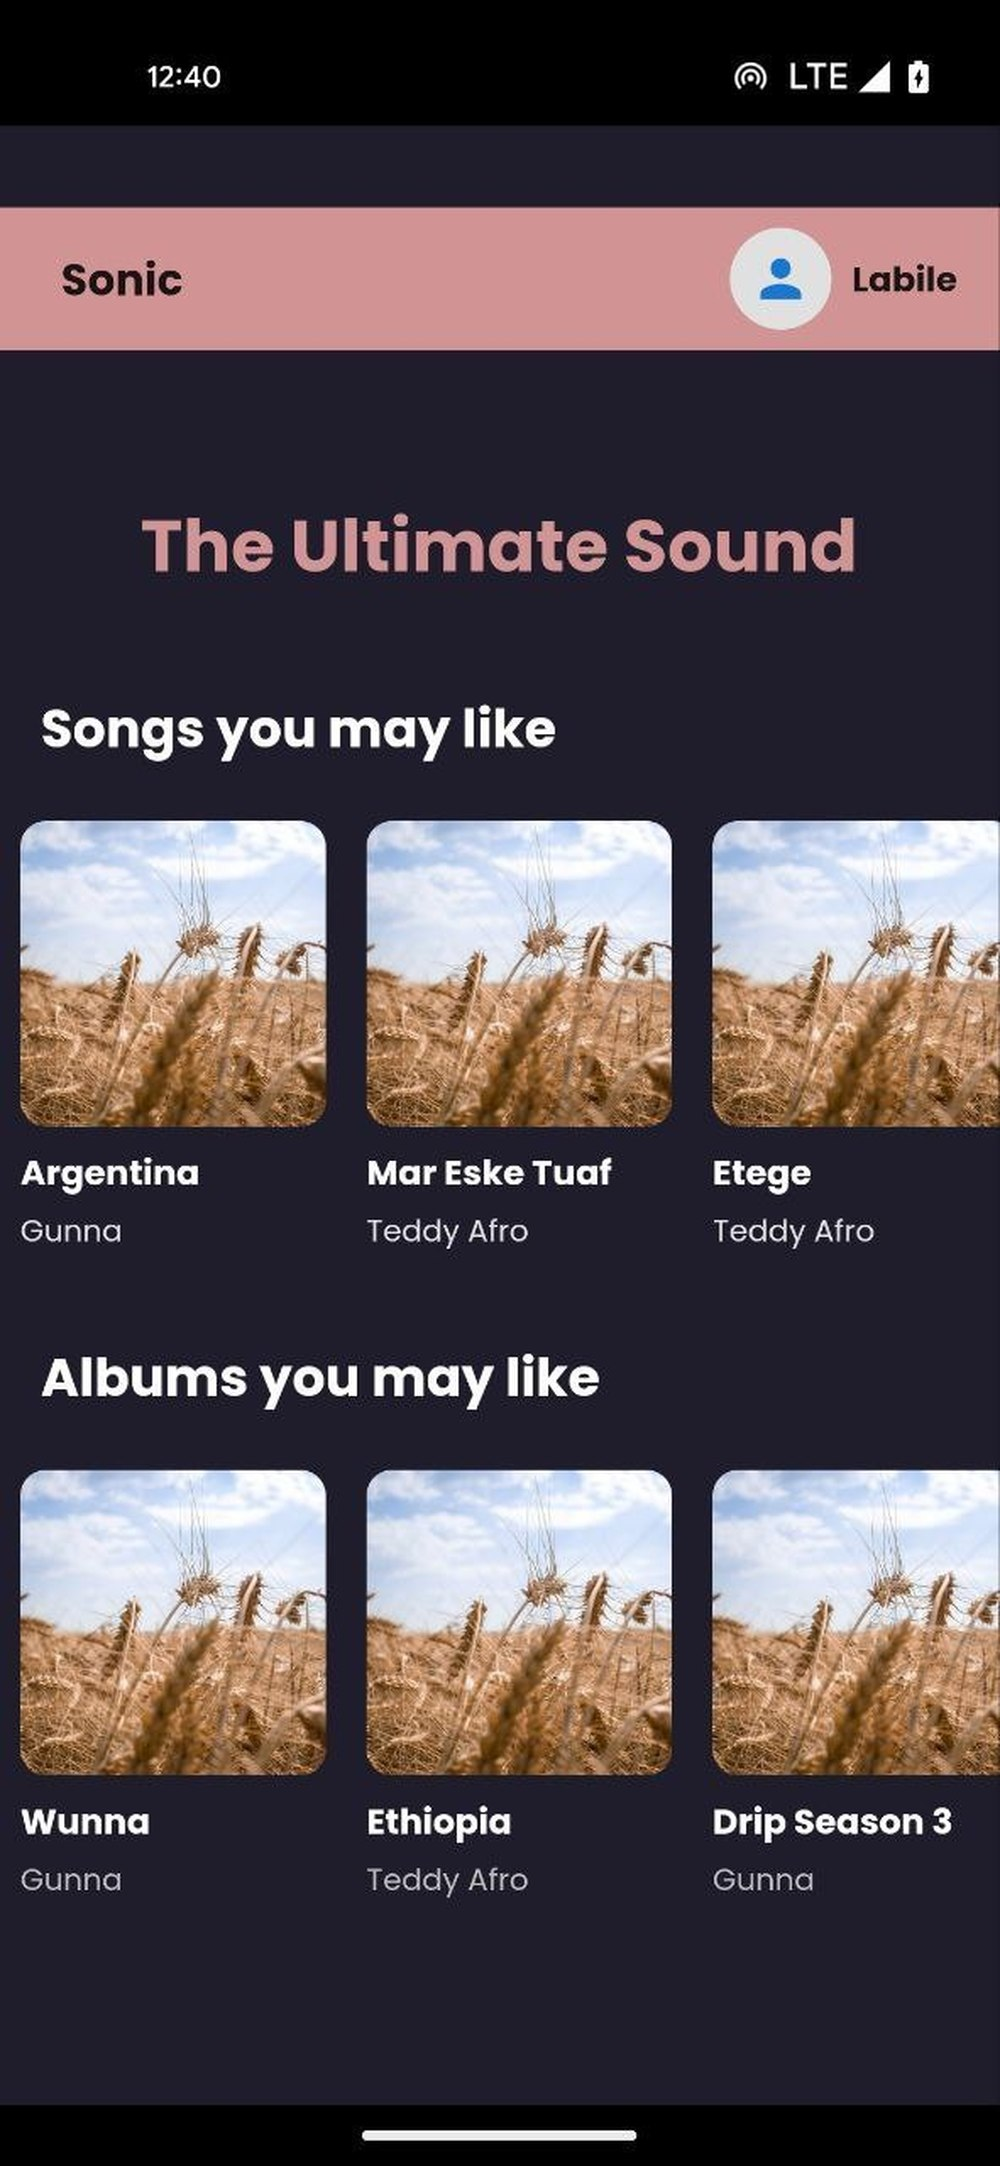 12:40 LTE
Sonic Labile
The Ultimate Sound
Songs you may like
Argentina Mar Eske Tuaf Etege
Gunna Teddy Afro Teddy Afro
Albums you may like
Wunna Ethiopia Drip Season 3
Gunna Teddy Afro Gunna